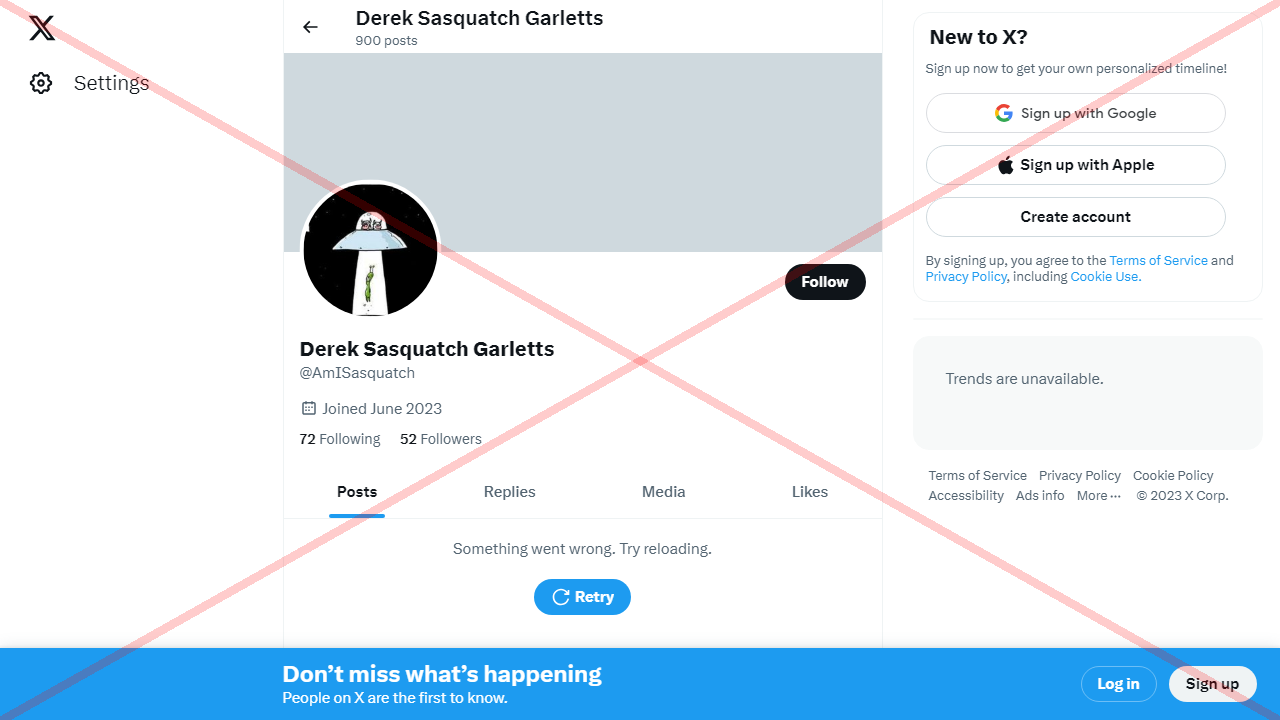 Settings
Derek Sasquatch Garletts
900 posts
Follow
Derek Sasquatch Garletts
@AmISasquatch
Joined June 2023
72 Following 52 Followers
Posts Replies Media Likes
Something went wrong. Try reloading.
Retry
New to X?
Sign up now to get your own personalized timeline!
Sign up with Google
Sign up with Apple
Create account
By signing up, you agree to the Terms of Service and
Privacy Policy, including Cookie Use.
Trends are unavailable.
Terms of Service Privacy Policy Cookie Policy
Accessibility Ads info More ··· © 2023 X Corp.
Don’t miss what’s happening
People on X are the first to know.
Log in Sign up